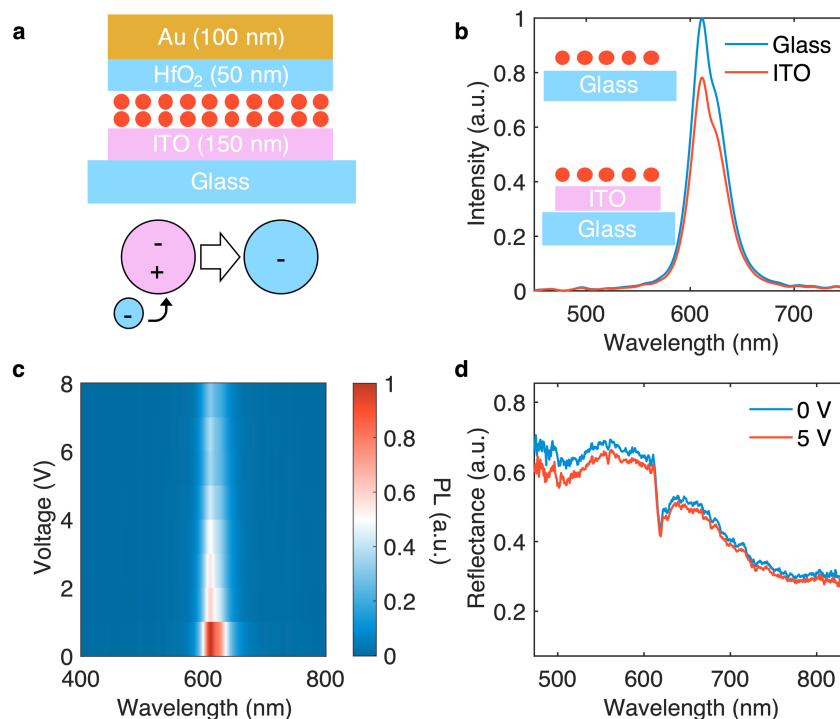 a
Au (100 nm)
HfO₂ (50 nm)
ITO (150 nm)
Glass
-
+
-
-
b
1
0.8
0.6
0.4
0.2
0
Intensity (a.u.)
Glass
ITO
Glass
ITO
Glass
500
600
700
Wavelength (nm)
c
8
6
4
2
0
Voltage (V)
400
600
800
Wavelength (nm)
1
0.8
0.6
0.4
0.2
0
PL (a.u.)
d
0.8
0.6
0.4
0.2
Reflectance (a.u.)
0 V
5 V
500
600
700
800
Wavelength (nm)